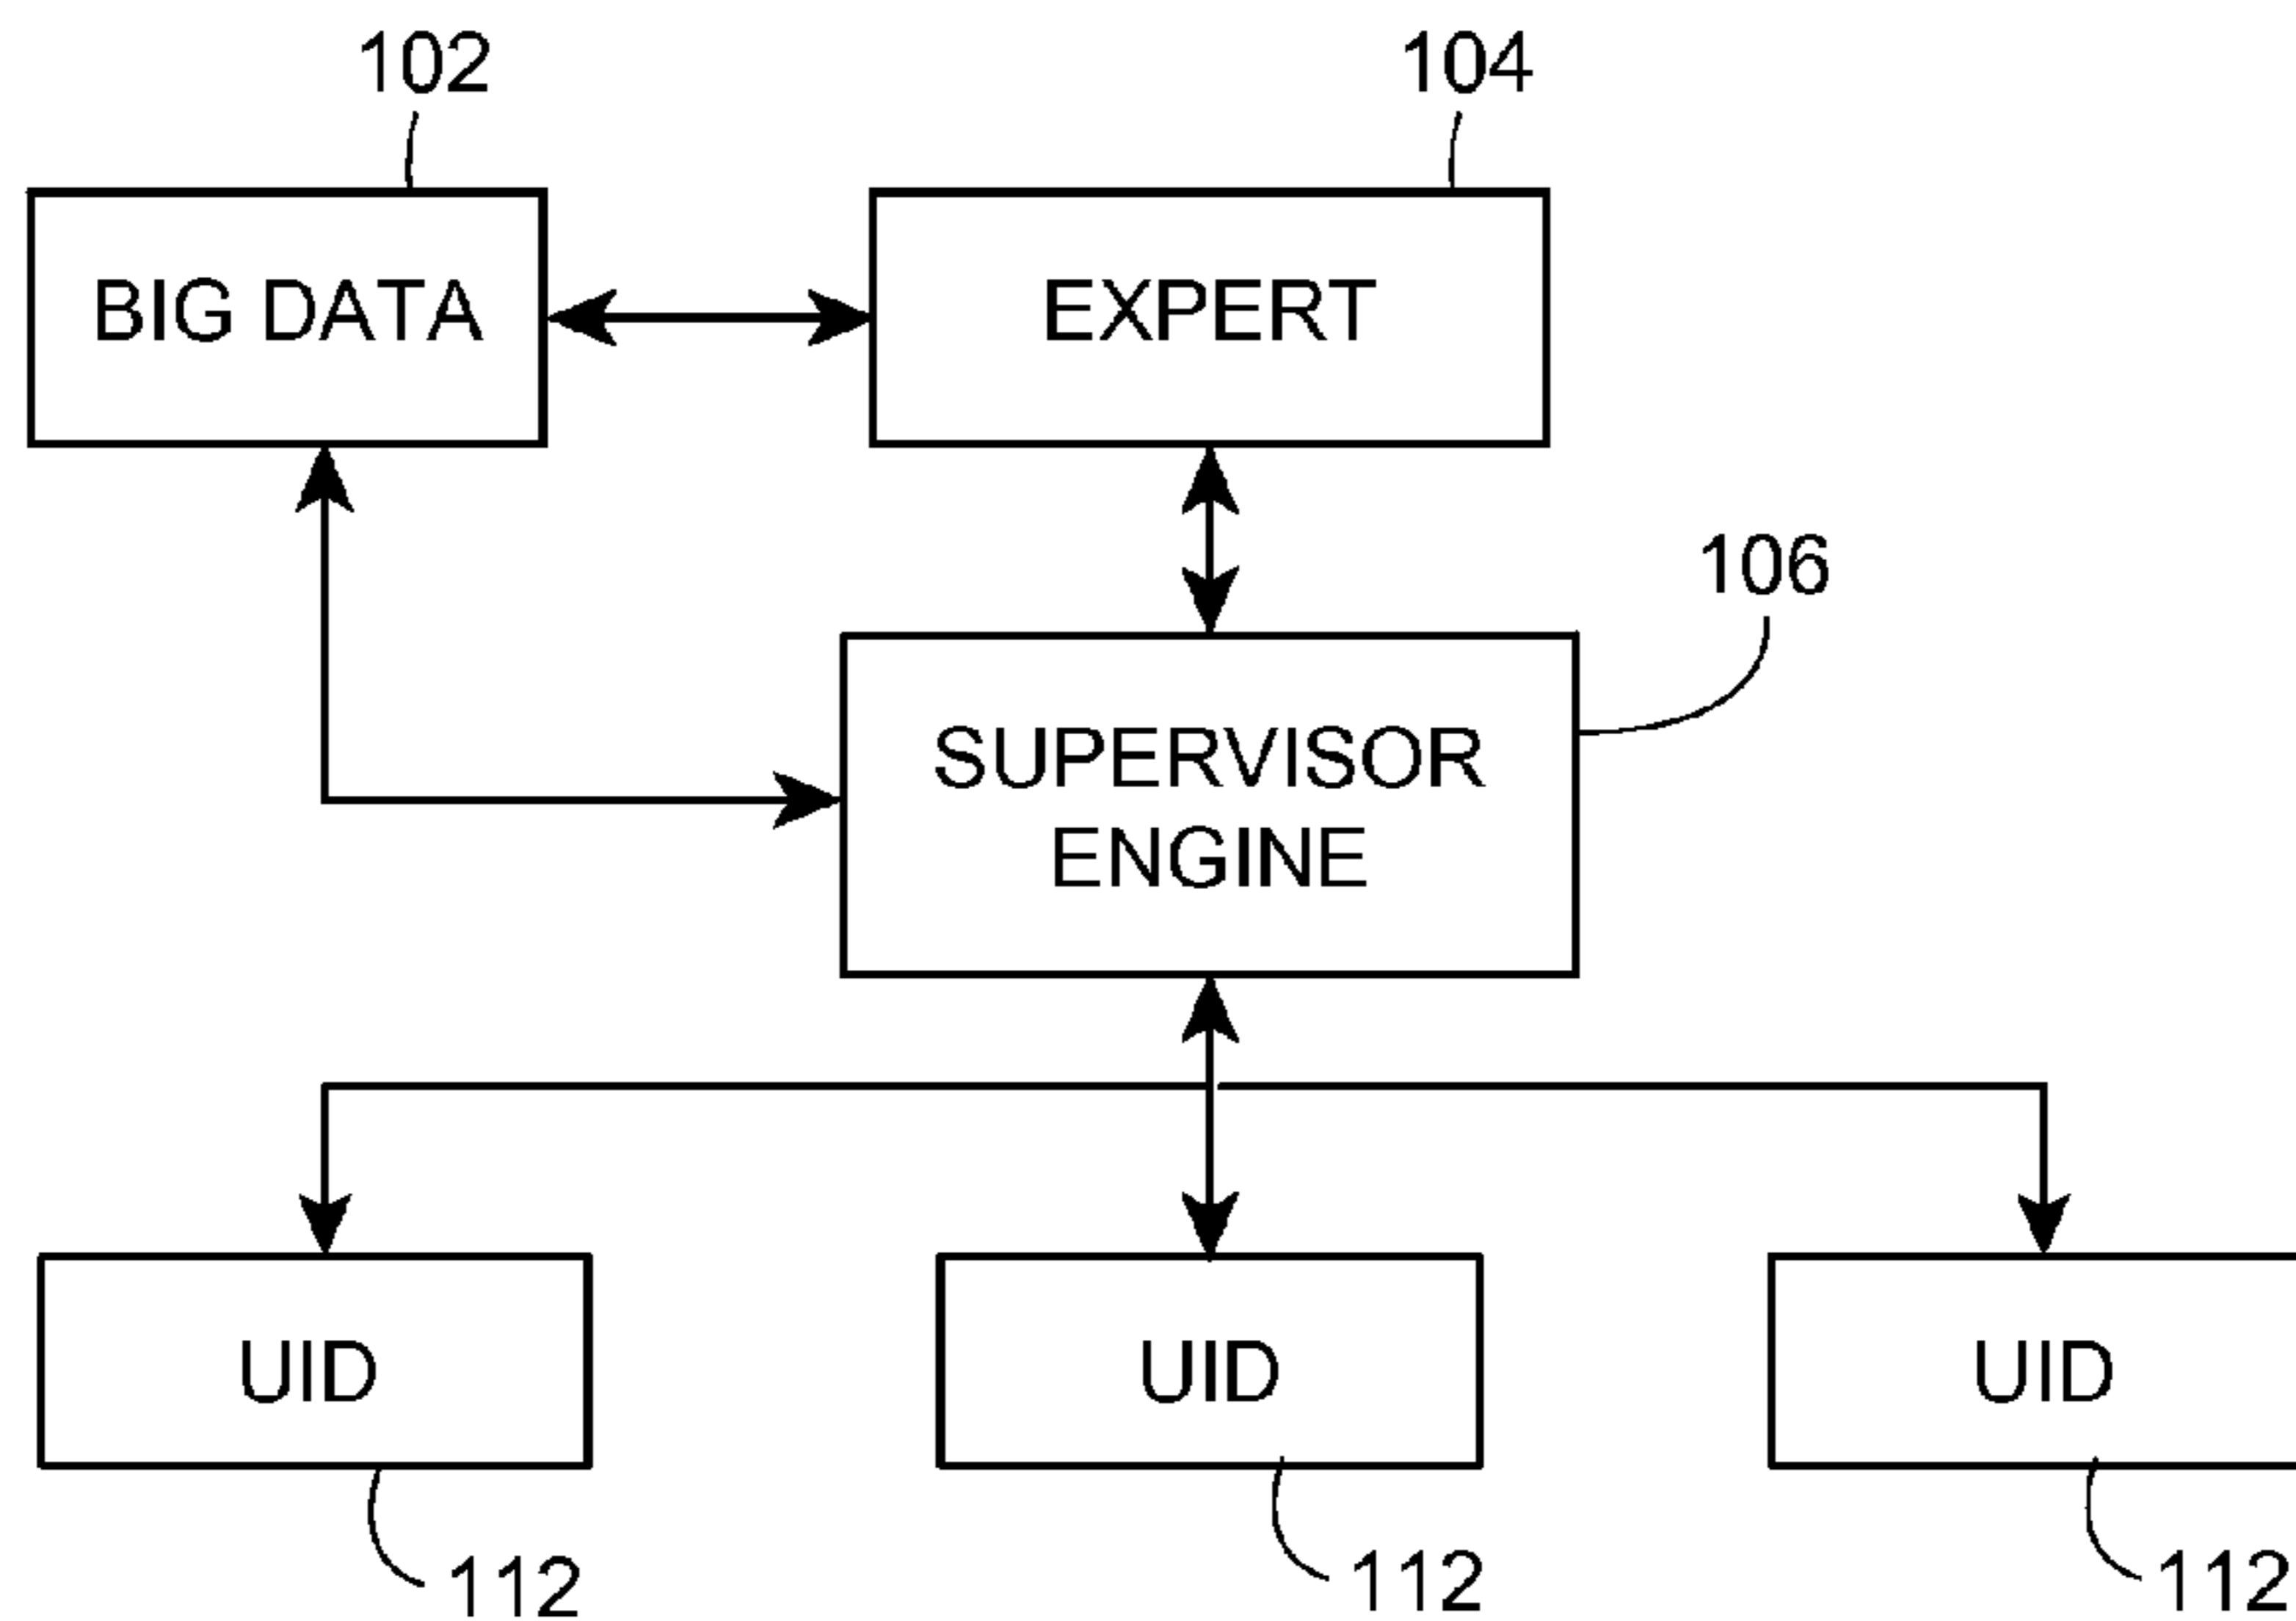 102
104
BIG DATA
EXPERT
106
SUPERVISOR
ENGINE
UID
UID
UID
112
112
112